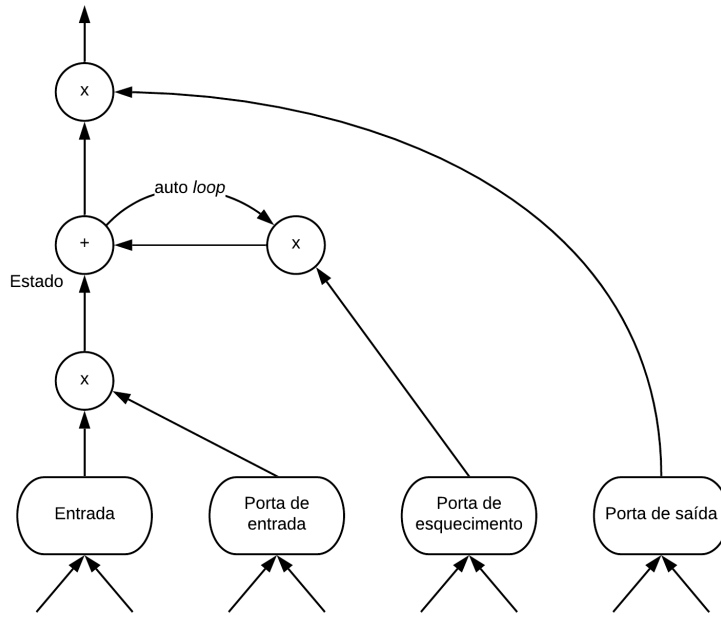 x
auto loop
+
x
Estado
x
Entrada
Porta de
entrada
Porta de
esquecimento
Porta de saída